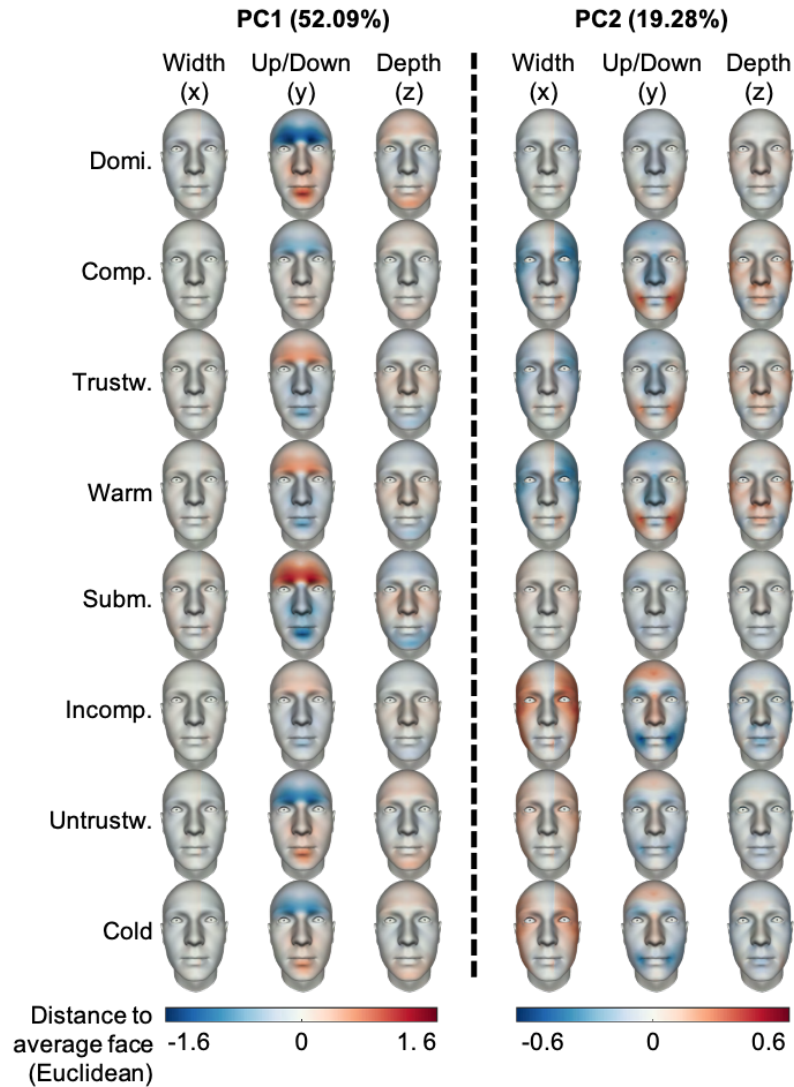 PC1 (52.09%) PC2 (19.28%)
Width Up/Down Depth Width Up/Down Depth
(x) (y) (z) (x) (y) (z)
Domi.
Comp.
Trustw.
Warm
Subm.
Incomp.
Untrustw.
Cold
Distance to
average face -1.6 0 1. 6 -0.6 0 0.6
(Euclidean)